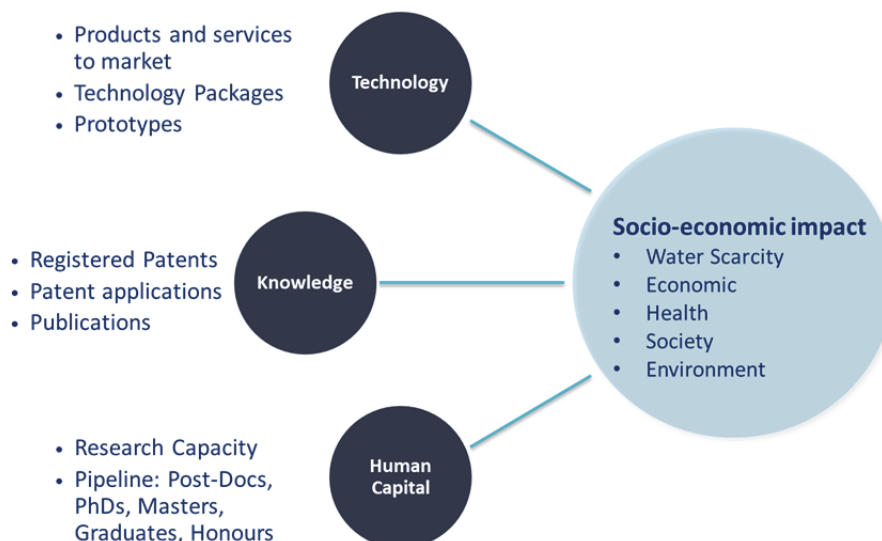 • Products and services
to market
• Technology Packages
• Prototypes
Technology
• Registered Patents
• Patent applications
• Publications
Knowledge
Socio-economic impact
• Water Scarcity
• Economic
• Health
• Society
• Environment
• Research Capacity
• Pipeline: Post-Docs,
PhDs, Masters,
Graduates, Honours
Human
Capital